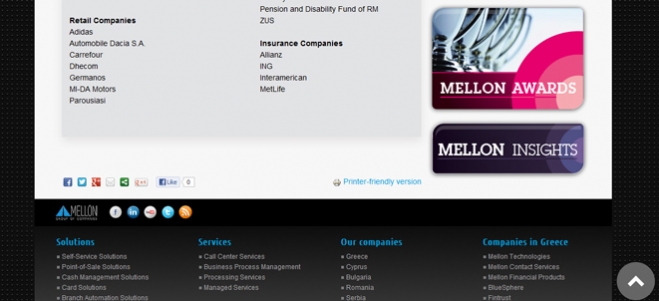 Pension and Disability Fund of RM
ZUS
Retail Companies
Adidas
Automobile Dacia S.A.
Carrefour
Dhecom
Germanos
MI-DA Motors
Parousiasi
Insurance Companies
Allianz
ING
Interamerican
MetLife
MELLON AWARDS
MELLON INSIGHTS
Like 0
Printer-friendly version
MELLON
Solutions
Self-Service Solutions
Point-of-Sale Solutions
Cash Management Solutions
Card Solutions
Branch Automation Solutions
Services
Call Center Services
Business Process Management
Processing Services
Managed Services
Our companies
Greece
Cyprus
Bulgaria
Romania
Serbia
Companies in Greece
Mellon Technologies
Mellon Contact Services
Mellon Financial Products
BlueSphere
Fintrust